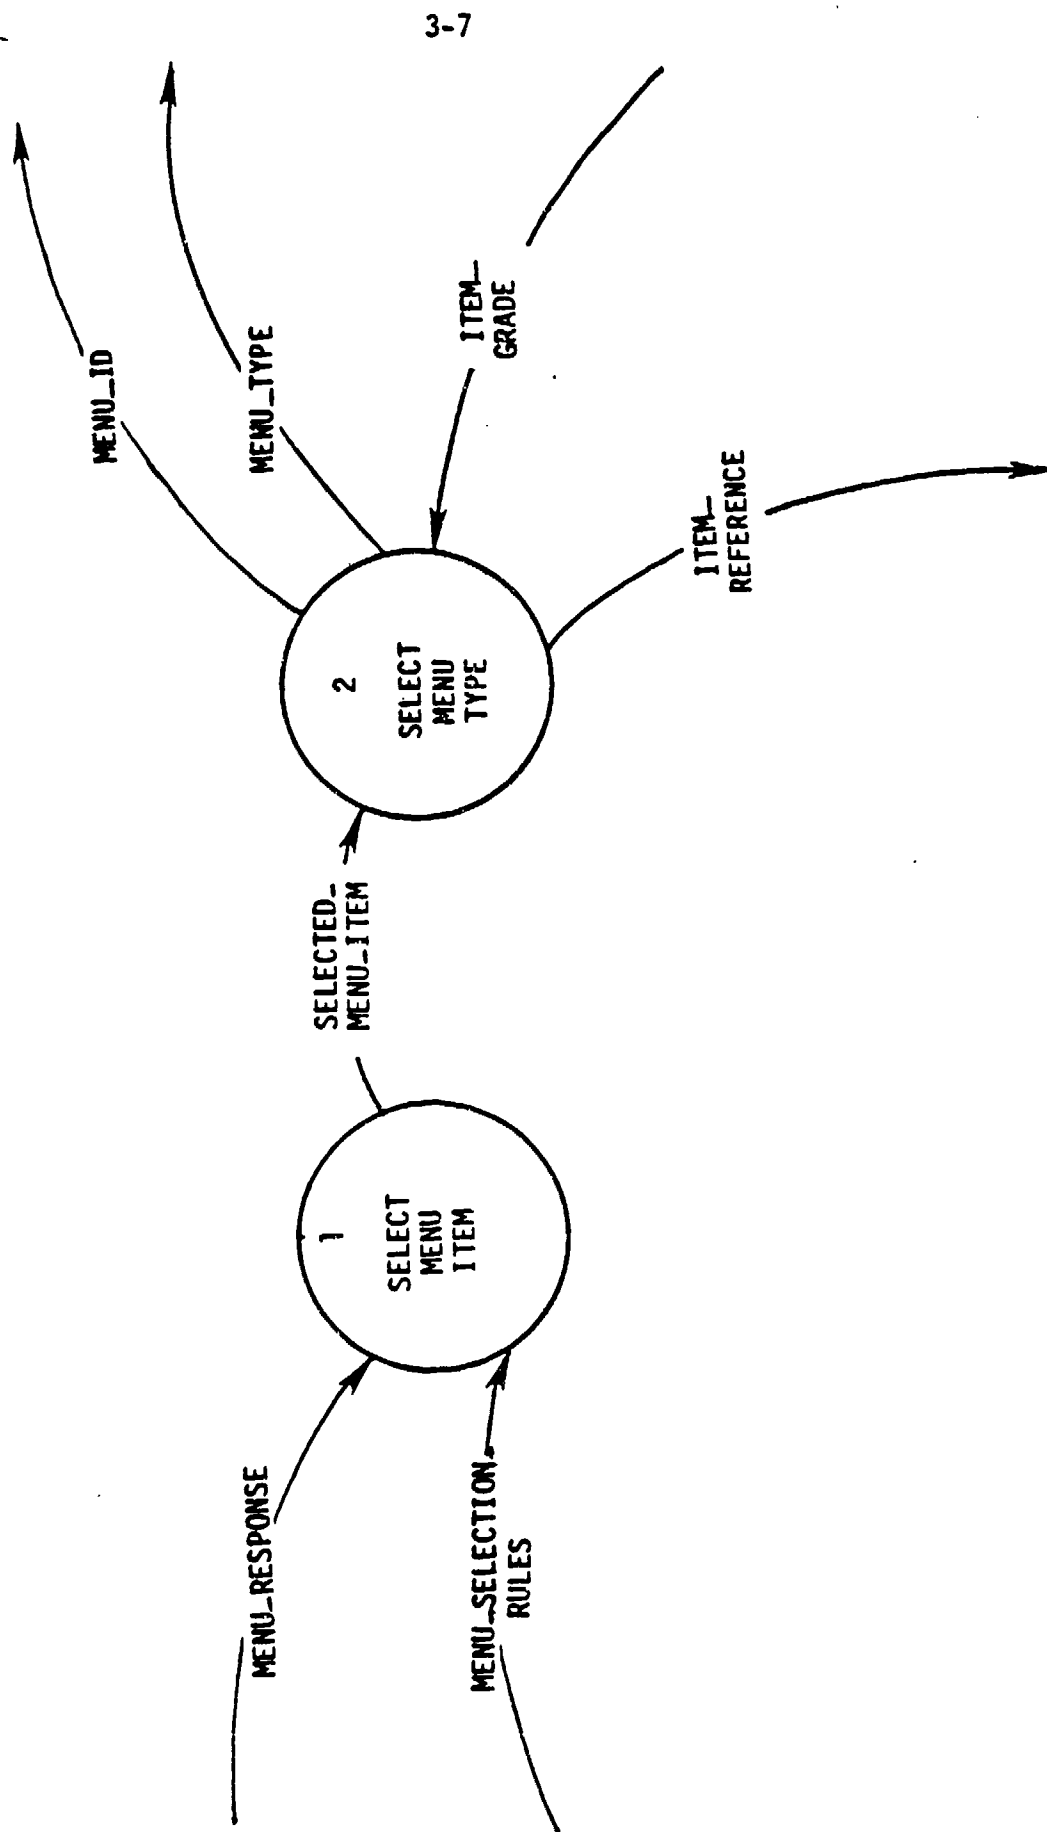 3-7
MENU_RESPONSE
MENU_SELECTION_
RULES
1
SELECT
MENU
ITEM
SELECTED_
MENU_ITEM
2
SELECT
MENU
TYPE
MENU_ID
MENU_TYPE
ITEM_
GRADE
ITEM_
REFERENCE